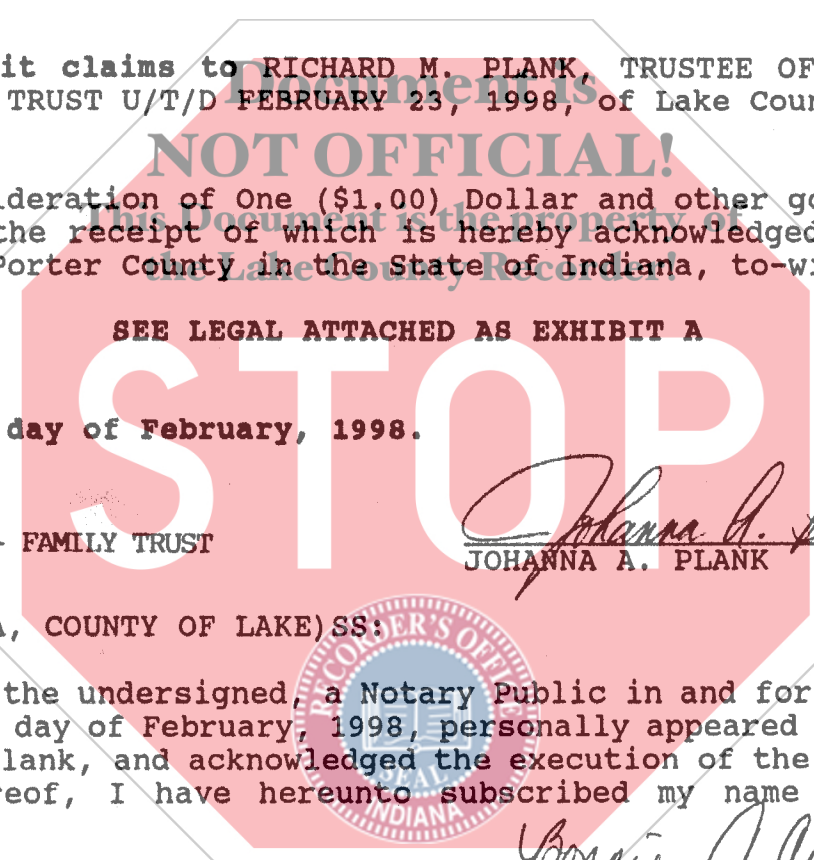 it claims to RICHARD M. PLANK, TRUSTEE OF
Document is
TRUST U/T/D FEBRUARY 23, 1998, of Lake Coun
NOT OFFICIAL!
ideration of One ($1.00) Dollar and other go
This Document is the property of
the receipt of which is hereby acknowledged
Porter County in the State of Indiana, to-wi
the Lake County Recorder!
SEE LEGAL ATTACHED AS EXHIBIT A
STOP
day of February, 1998.
FAMILY TRUST
Johanna A.
JOHANNA A. PLANK
A, COUNTY OF LAKE)SS:
RECORDER'S OFFICE
the undersigned, a Notary Public in and for
day of February, 1998, personally appeared
lank, and acknowledged the execution of the
SEAL
reof, I have hereunto subscribed my name
INDIANA
Bonnie